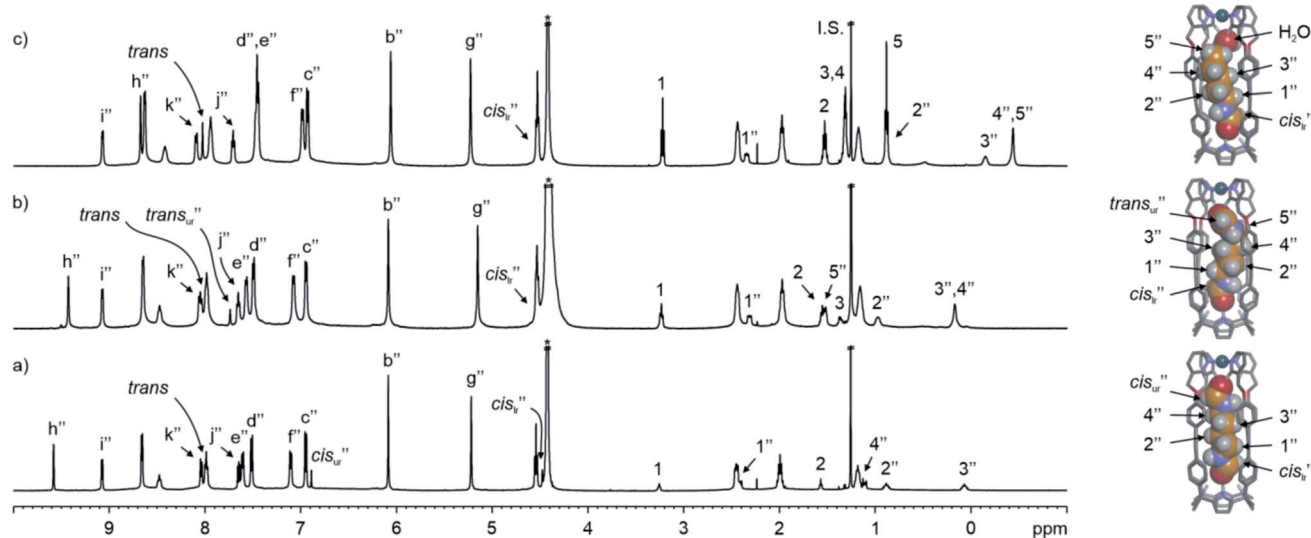 c)
trans
h''
i''
k''
j''
d'',e''
f''
c''
b''
g''
cis_lr''
*
1
1''
2
3,4
I.S.
5
2''
3''
4'',5''
5''
4''
2''
H₂O
3''
1''
cis_lr''
b)
trans
trans_ur''
h''
i''
k''
j''
e''
d''
f''
c''
b''
g''
cis_lr''
*
1
1''
2
5''
3
2''
3'',4''
trans_ur''
3''
1''
cis_lr''
5''
4''
2''
a)
trans
h''
i''
k''
j''
e''
d''
f''
c''
cis_ur''
b''
g''
cis_lr''
*
1
1''
2
4''
2''
3''
cis_ur''
4''
2''
3''
1''
cis_lr''
9 8 7 6 5 4 3 2 1 0 ppm